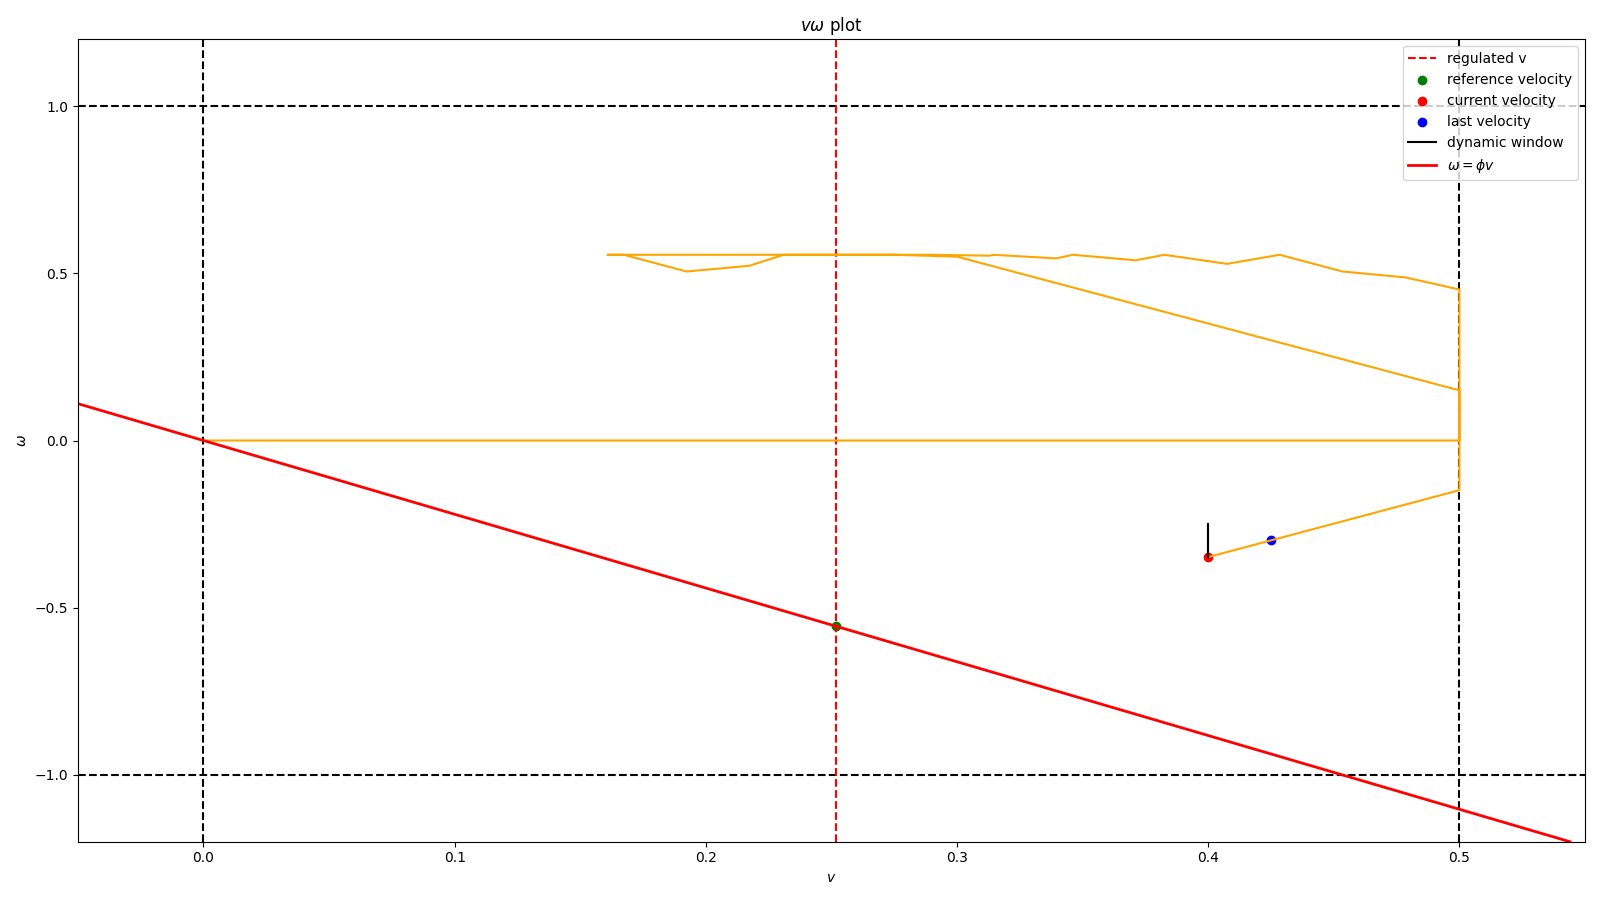 vω plot
regulated v
reference velocity
current velocity
last velocity
dynamic window
ω = ϕv
1.0
0.5
0.0
−0.5
−1.0
ω
0.0 0.1 0.2 0.3 0.4 0.5
v